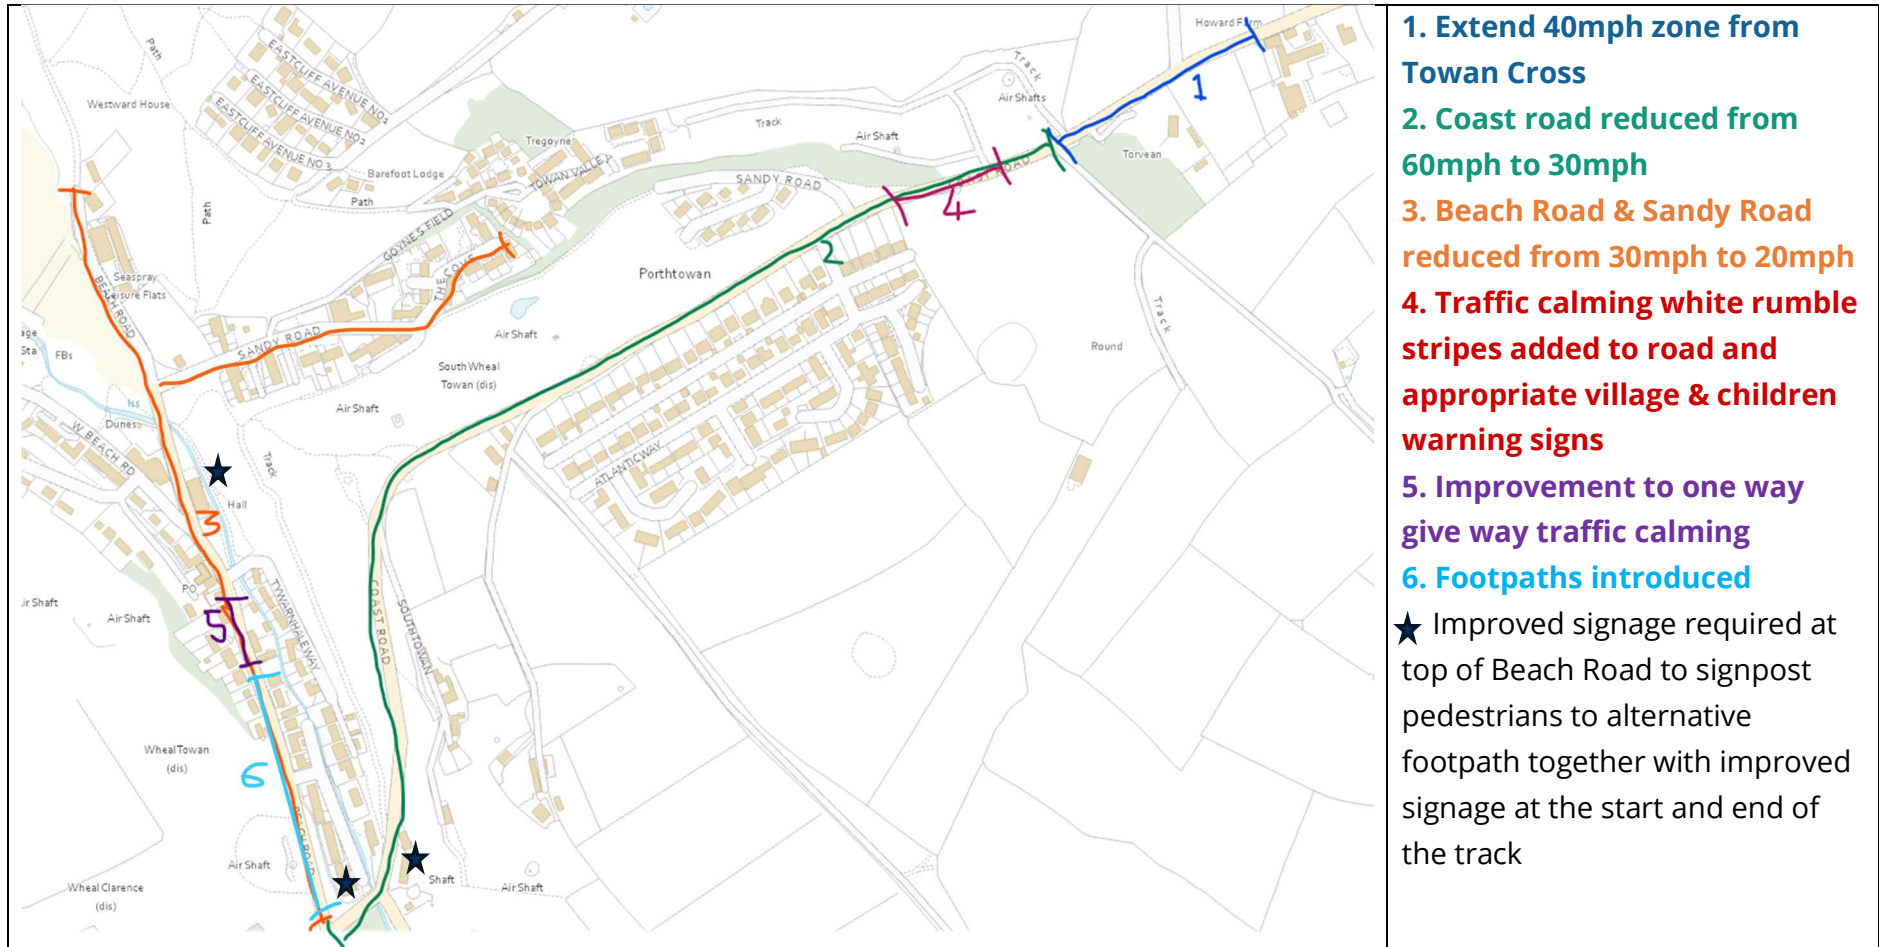 Howard Farm
Path
EASTCLIFF AVENUE NO1
EASTCLIFF AVENUE NO2
EASTCLIFF AVENUE NO 3
Westward House
Track
Air Shafts
1
Tregoyne
Track
Air Shaft
Torvean
Barefoot Lodge
TOWAN VALLEY
SANDY ROAD
Path
Path
GOYNES FIELD
4
2
THE COVE
Porthtown
Seaspray
Leisure Flats
BEACH ROAD
Air Shaft
Track
SANDY ROAD
FBs
Sta
South Wheal
Towan (dis)
Round
Air Shaft
Iss
Dunes
W BEACH RD
Track
ATLANTIC WAY
Hall
3
PO
TYWARNHALE WAY
Air Shaft
5
COAST ROAD
SOUTHTOWAN
Wheal Towan
(dis)
6
BEACH ROAD
Air Shaft
Shaft
Air Shaft
Wheal Clarence
(dis)
1. Extend 40mph zone from
Towan Cross
2. Coast road reduced from
60mph to 30mph
3. Beach Road & Sandy Road
reduced from 30mph to 20mph
4. Traffic calming white rumble
stripes added to road and
appropriate village & children
warning signs
5. Improvement to one way
give way traffic calming
6. Footpaths introduced
Improved signage required at
top of Beach Road to signpost
pedestrians to alternative
footpath together with improved
signage at the start and end of
the track